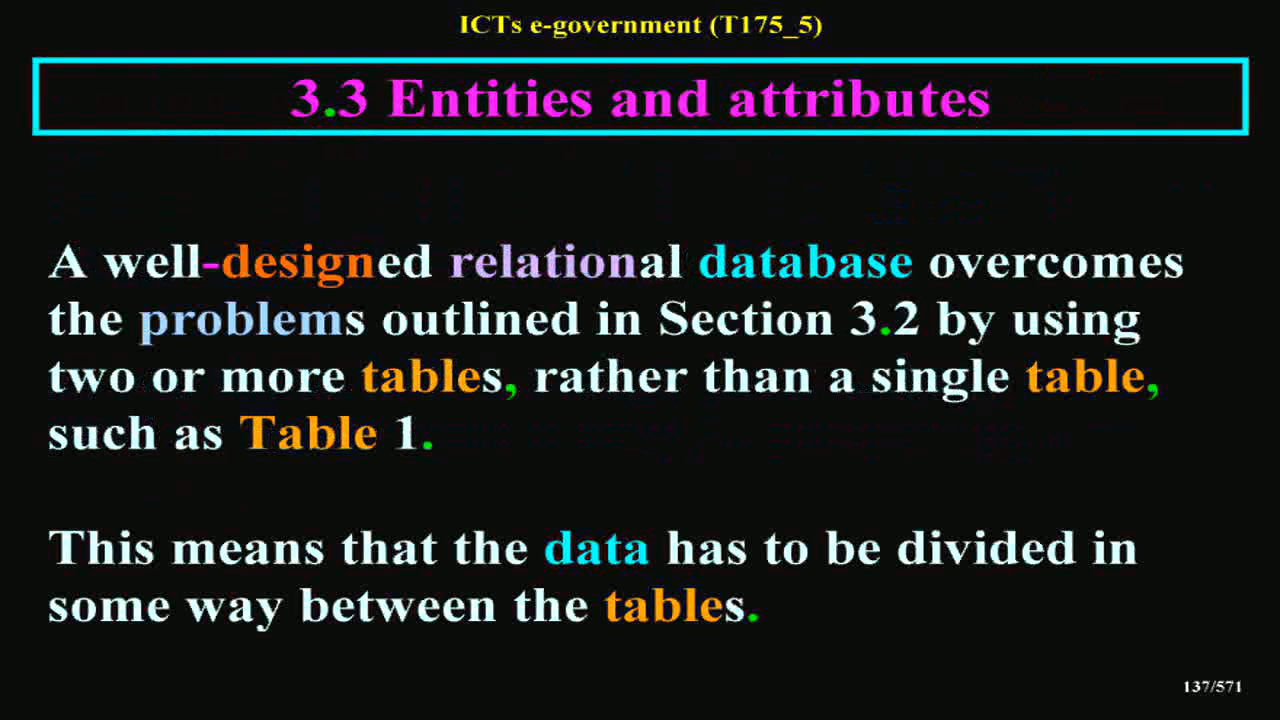 ICTs e-government (T175_5)
3.3 Entities and attributes
A well-designed relational database overcomes
the problems outlined in Section 3.2 by using
two or more tables, rather than a single table,
such as Table 1.
This means that the data has to be divided in
some way between the tables.
137/571